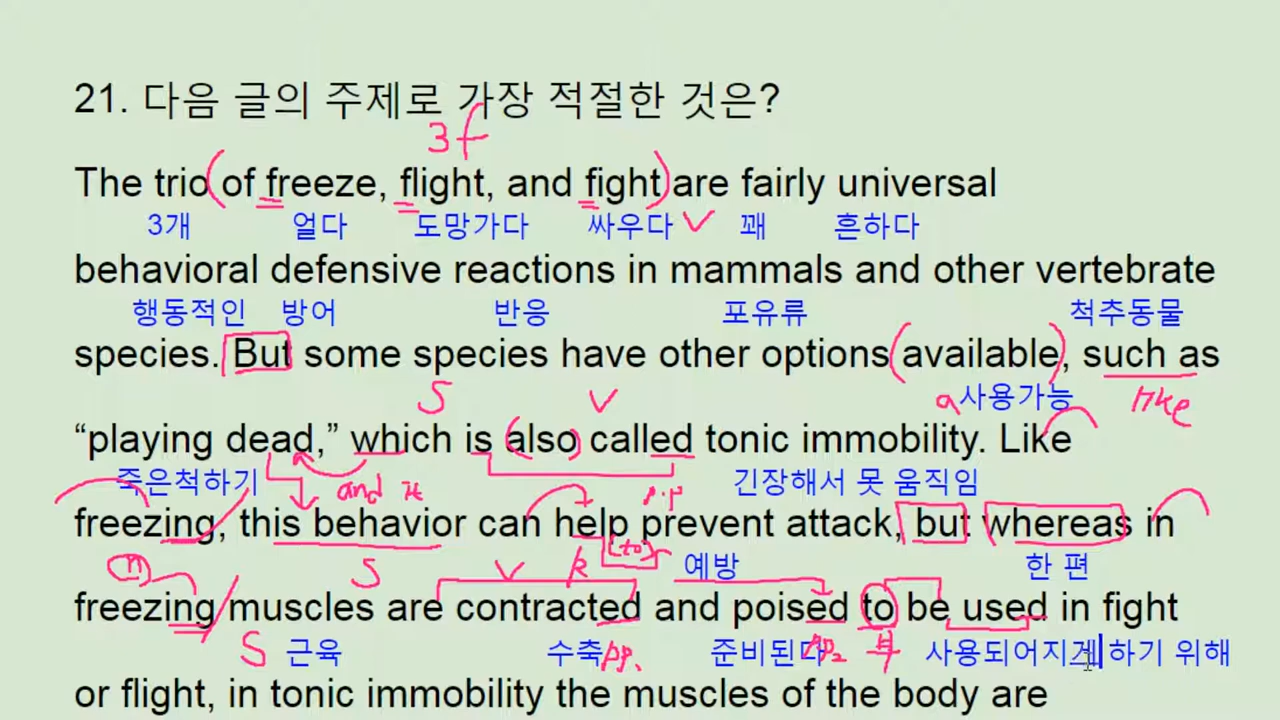 21. 다음 글의 주제로 가장 적절한 것은?
3f
The trio (of freeze, flight, and fight) are fairly universal
3개 얼다 도망가다 싸우다 V 꽤 흔하다
behavioral defensive reactions in mammals and other vertebrate
행동적인 방어 반응 포유류 척추동물
species. But some species have other options (available), such as
S V a 사용가능 like
“playing dead,” which is (also) called tonic immobility. Like
죽은척하기 and it p.p 긴장해서 못 움직임
freezing, this behavior can help prevent attack, but whereas in
n S V R (to) 예방 한 편
freezing muscles are contracted and poised to be used in fight
S 근육 수축 pp1 준비된다 pp2 부 사용되어지게 하기 위해
or flight, in tonic immobility the muscles of the body are